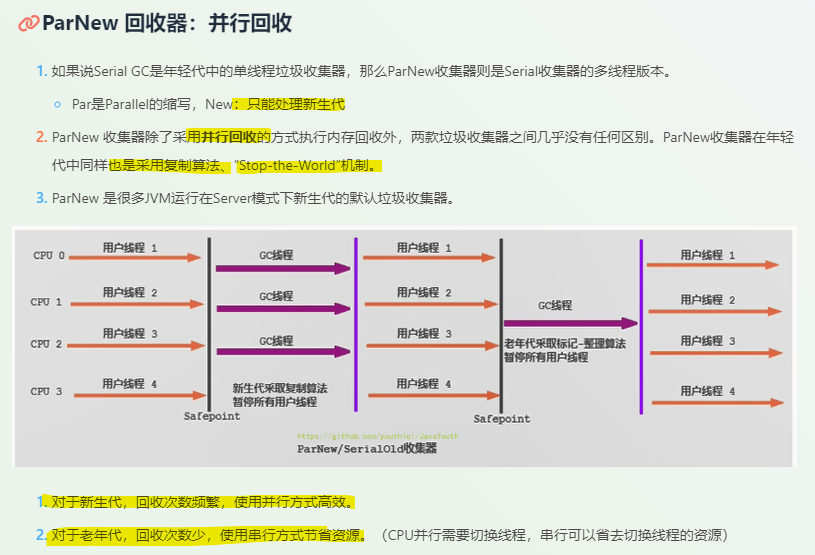 ParNew 回收器：并行回收
1. 如果说Serial GC是年轻代中的单线程垃圾收集器，那么ParNew收集器则是Serial收集器的多线程版本。
Par是Parallel的缩写，New：只能处理新生代
2. ParNew 收集器除了采用并行回收的方式执行内存回收外，两款垃圾收集器之间几乎没有任何区别。ParNew收集器在年轻
代中同样也是采用复制算法、"Stop-the-World"机制。
3. ParNew 是很多JVM运行在Server模式下新生代的默认垃圾收集器。
CPU 0 用户线程 1 GC线程 用户线程 1 用户线程 1
CPU 1 用户线程 2 GC线程 用户线程 2 GC线程 用户线程 2
CPU 2 用户线程 3 GC线程 用户线程 3 用户线程 3
老年代采取标记-整理算法
暂停所有用户线程
CPU 3 用户线程 4 用户线程 4 用户线程 4
新生代采取复制算法
暂停所有用户线程
Safepoint Safepoint
https://github.com/youthlql/JavaYouth
ParNew/SerialOld收集器
1. 对于新生代，回收次数频繁，使用并行方式高效。
2. 对于老年代，回收次数少，使用串行方式节省资源。（CPU并行需要切换线程，串行可以省去切换线程的资源）